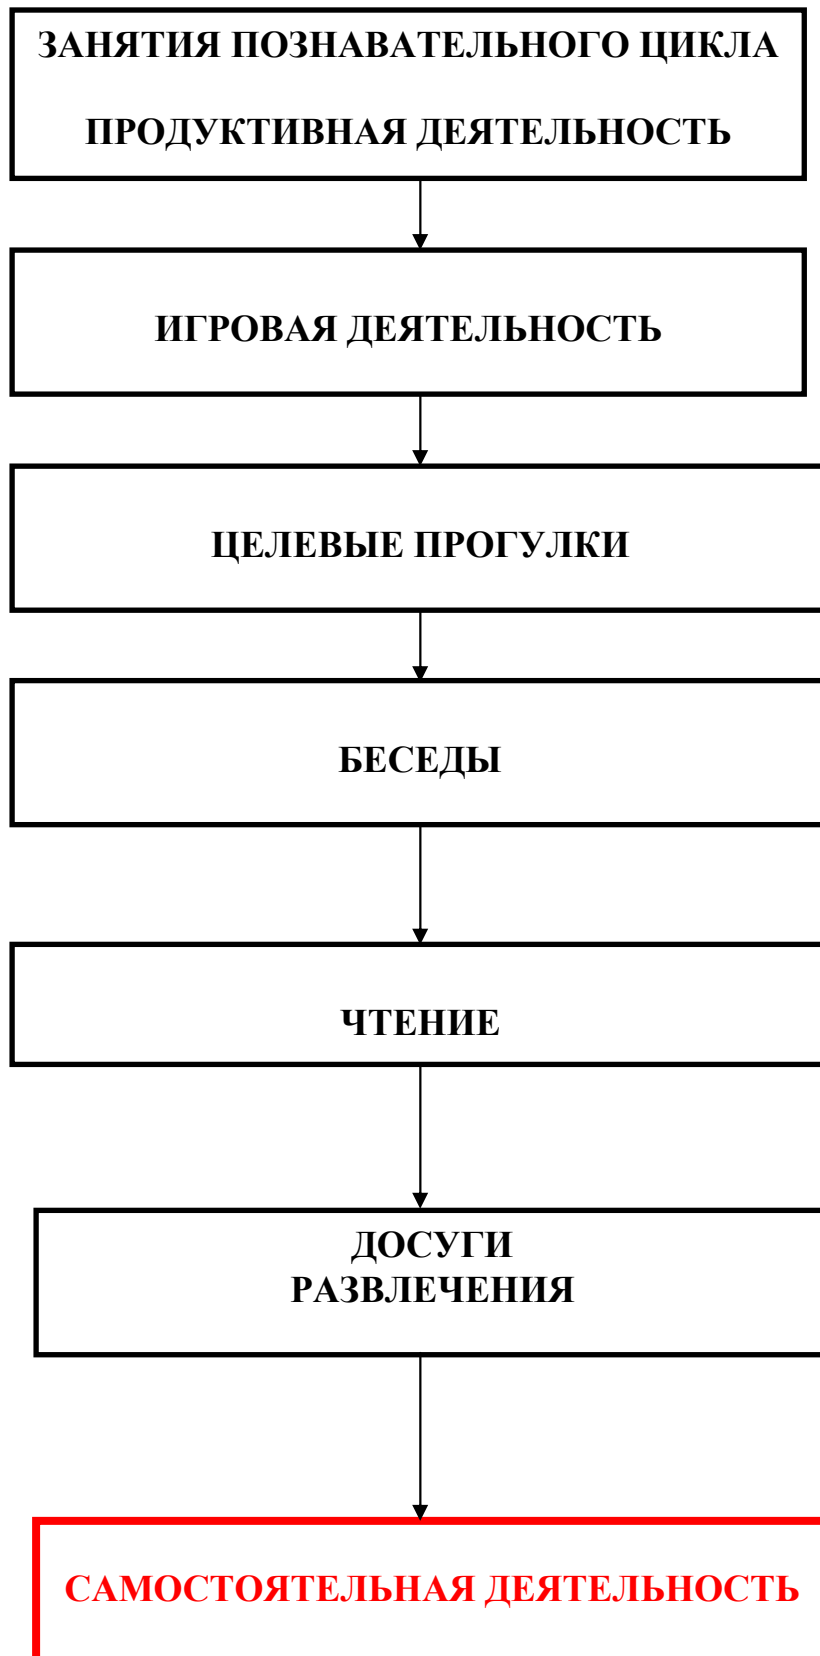 ЗАНЯТИЯ ПОЗНАВАТЕЛЬНОГО ЦИКЛА
ПРОДУКТИВНАЯ ДЕЯТЕЛЬНОСТЬ
ИГРОВАЯ ДЕЯТЕЛЬНОСТЬ
ЦЕЛЕВЫЕ ПРОГУЛКИ
БЕСЕДЫ
ЧТЕНИЕ
ДОСУГИ
РАЗВЛЕЧЕНИЯ
САМОСТОЯТЕЛЬНАЯ ДЕЯТЕЛЬНОСТЬ